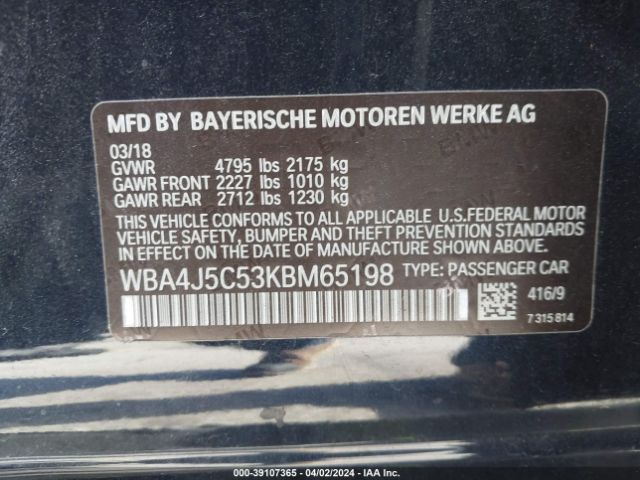 MFD BY BAYERISCHE MOTOREN WERKE AG
03/18
GVWR 4795 lbs 2175 kg
GAWR FRONT 2227 lbs 1010 kg
GAWR REAR 2712 lbs 1230 kg
THIS VEHICLE CONFORMS TO ALL APPLICABLE U.S.FEDERAL MOTOR
VEHICLE SAFETY, BUMPER AND THEFT PREVENTION STANDARDS
IN EFFECT ON THE DATE OF MANUFACTURE SHOWN ABOVE.
WBA4J5C53KBM65198 TYPE: PASSENGER CAR
416/9
7 315 814
000-39107365 - 04/02/2024 - IAA Inc.